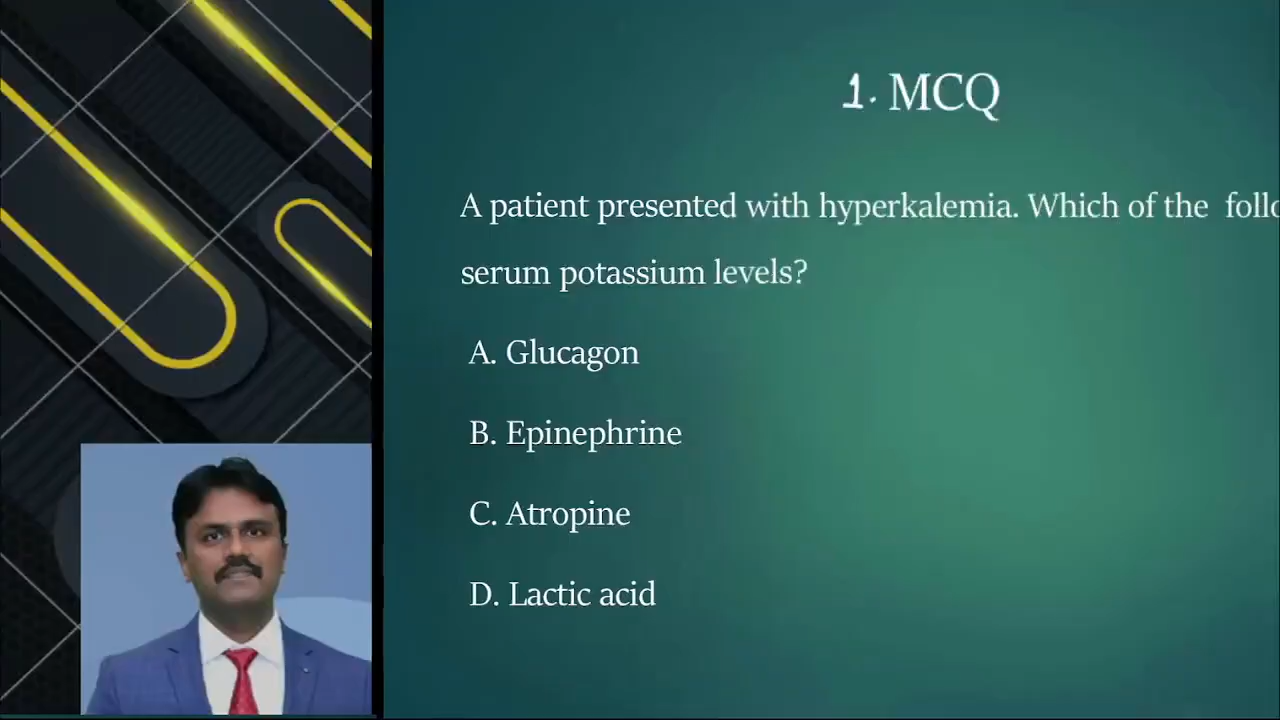 1. MCQ
A patient presented with hyperkalemia. Which of the
serum potassium levels?
A. Glucagon
B. Epinephrine
C. Atropine
D. Lactic acid